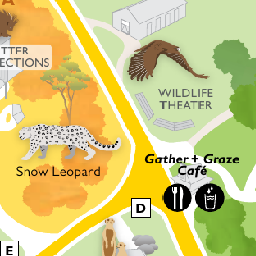 A
TTER
ECTIONS
WILDLIFE
THEATER
Gather + Graze
Café
Snow Leopard
D
E